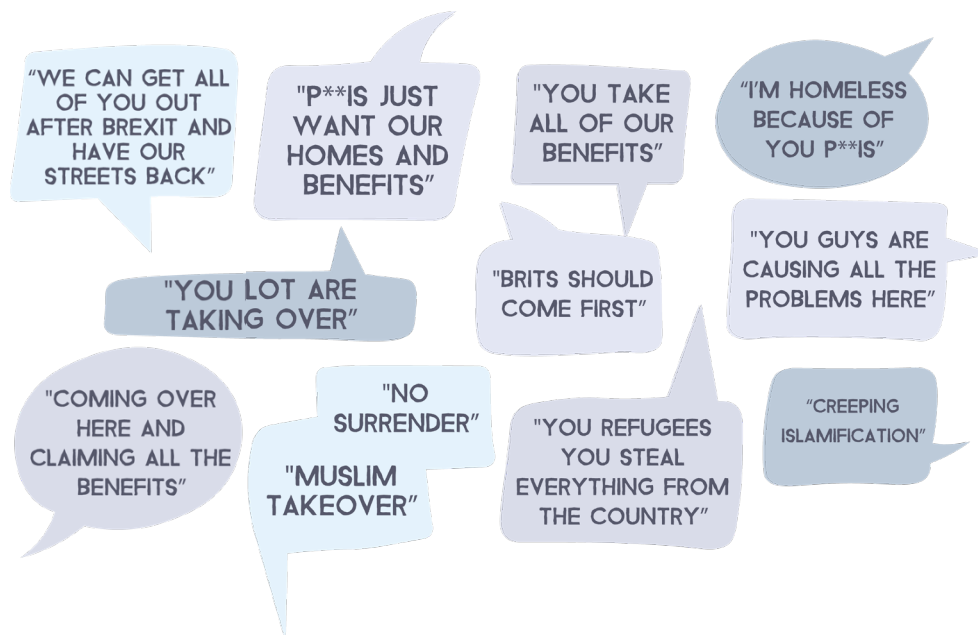 “WE CAN GET ALL
OF YOU OUT
AFTER BREXIT AND
HAVE OUR
STREETS BACK”
"P**IS JUST
WANT OUR
HOMES AND
BENEFITS”
"YOU TAKE
ALL OF OUR
BENEFITS”
“I’M HOMELESS
BECAUSE OF
YOU P**IS”
"YOU LOT ARE
TAKING OVER”
"BRITS SHOULD
COME FIRST”
"YOU GUYS ARE
CAUSING ALL THE
PROBLEMS HERE”
"COMING OVER
HERE AND
CLAIMING ALL THE
BENEFITS”
"NO
SURRENDER”
"MUSLIM
TAKEOVER”
"YOU REFUGEES
YOU STEAL
EVERYTHING FROM
THE COUNTRY”
“CREEPING
ISLAMIFICATION”